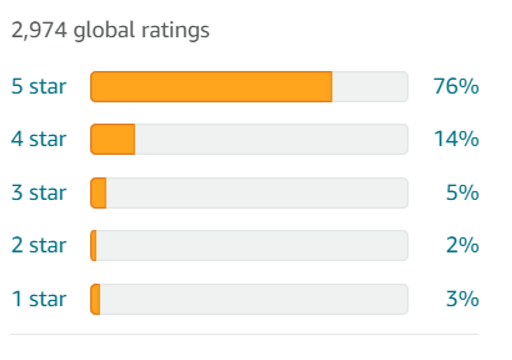 2,974 global ratings
5 star 76%
4 star 14%
3 star 5%
2 star 2%
1 star 3%